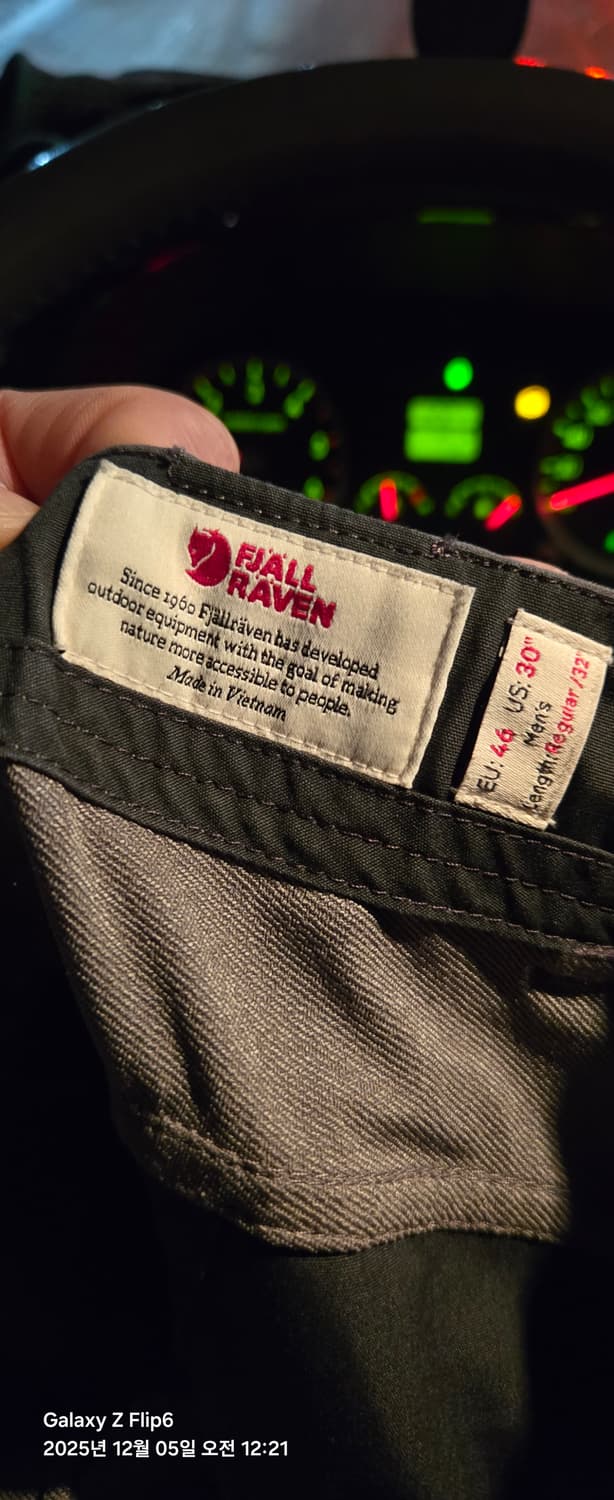 FJÄLL
RÄVEN
Since 1960 Fjällräven has developed
outdoor equipment with the goal of making
nature more accessible to people.
Made in Vietnam
EU: 46 US: 30"
Men's
Length: Regular/32"
Galaxy Z Flip6
2025년 12월 05일 오전 12:21